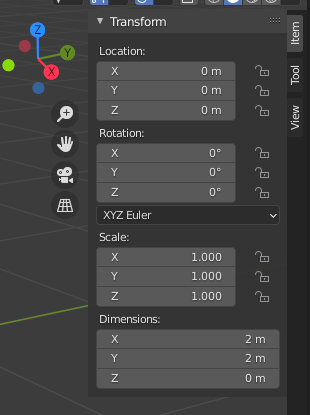 Transform
Location:
X 0 m
Y 0 m
Z 0 m
Rotation:
X 0°
Y 0°
Z 0°
XYZ Euler
Scale:
X 1.000
Y 1.000
Z 1.000
Dimensions:
X 2 m
Y 2 m
Z 0 m
Item
Tool
View
Z
Y
X